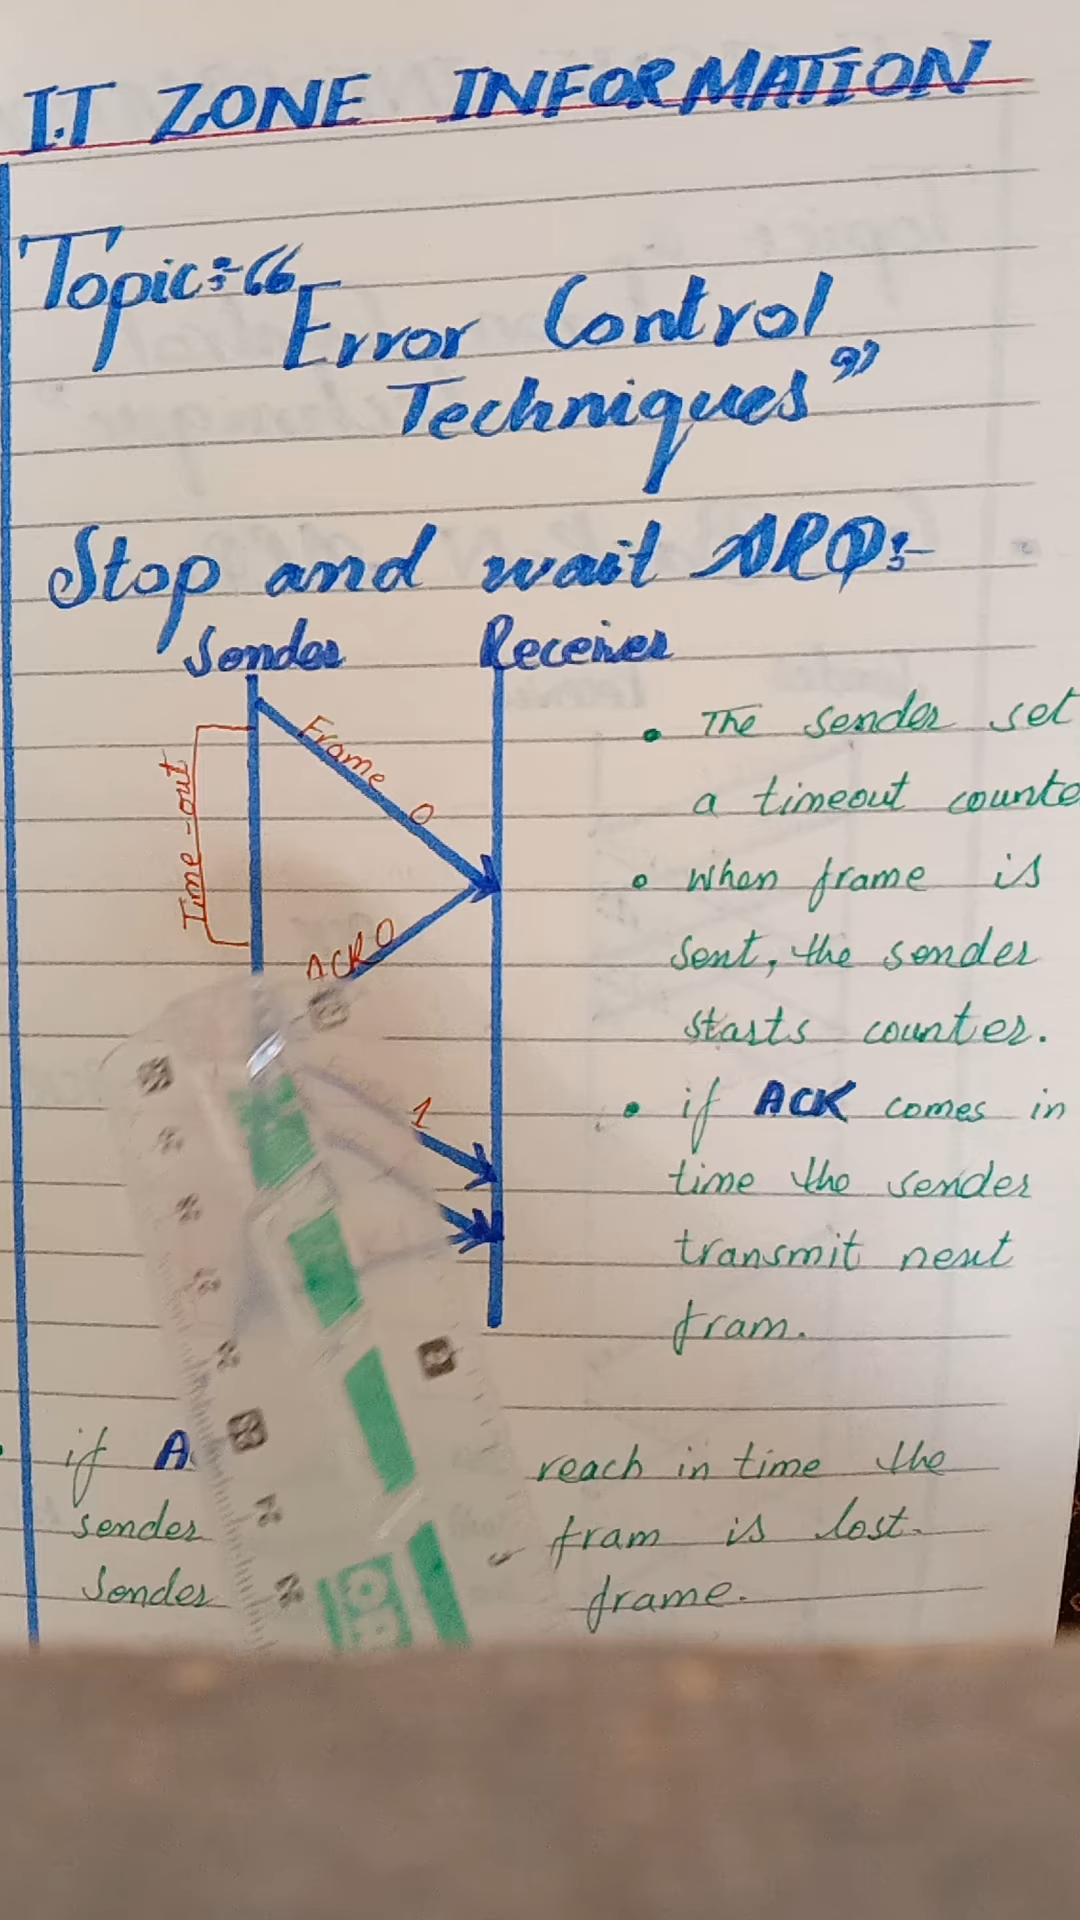 I.T ZONE INFORMATION
Topic:- "Error Control
Techniques"
Stop and wait ARQ:-
Sender Receiver
Frame 0
Time-out
ACK 0
1
• The sender set
a timeout counte
• when frame is
sent, the sender
starts counter.
• if ACK comes in
time the sender
transmit next
fram.
• if reach in time the
sender fram is lost.
Sender frame.